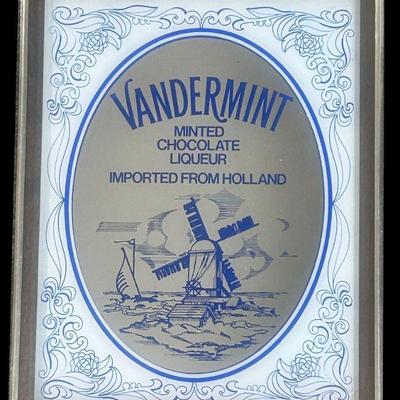 VANDERMINT
MINTED
CHOCOLATE
LIQUEUR
IMPORTED FROM HOLLAND